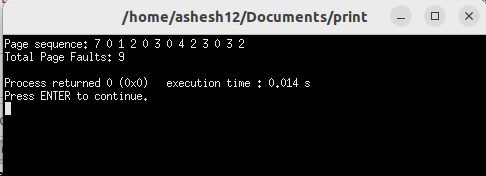 /home/ashesh12/Documents/print
Page sequence: 7 0 1 2 0 3 0 4 2 3 0 3 2
Total Page Faults: 9
Process returned 0 (0x0)   execution time : 0.014 s
Press ENTER to continue.